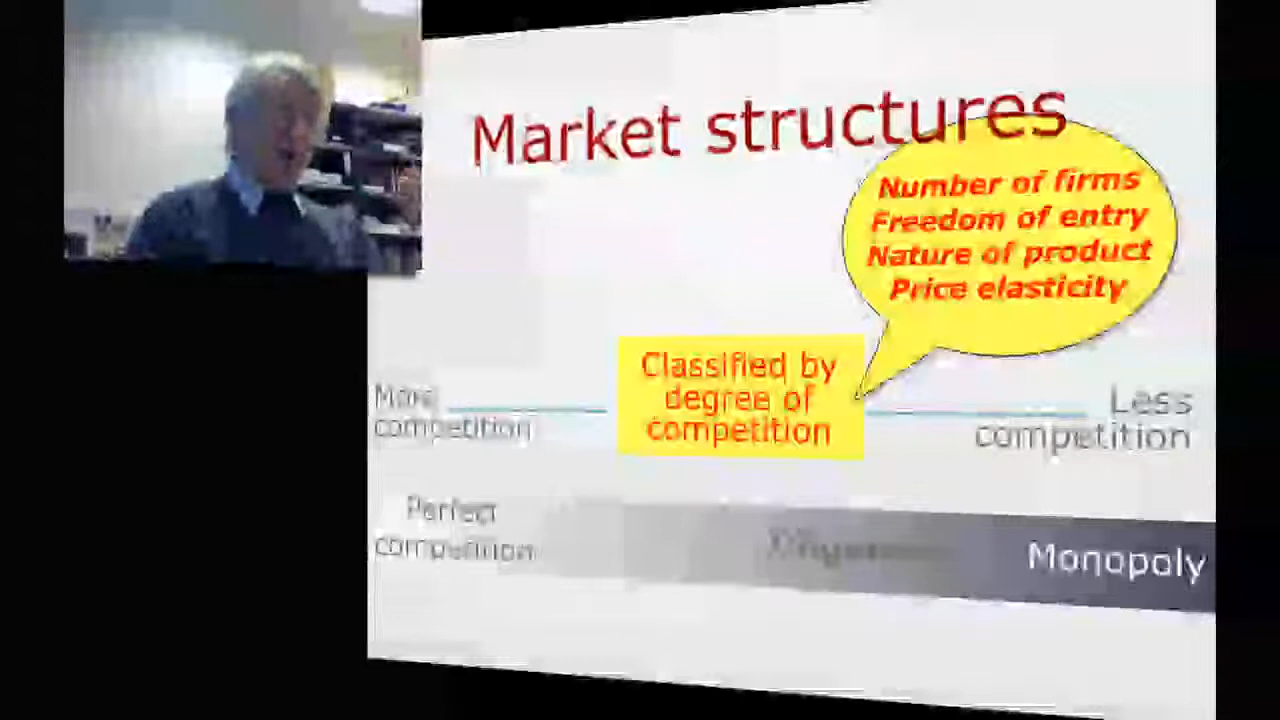 Market structures
Number of firms
Freedom of entry
Nature of product
Price elasticity
Classified by
degree of
competition
More
competition
Less
competition
Perfect
competition
Monopoly